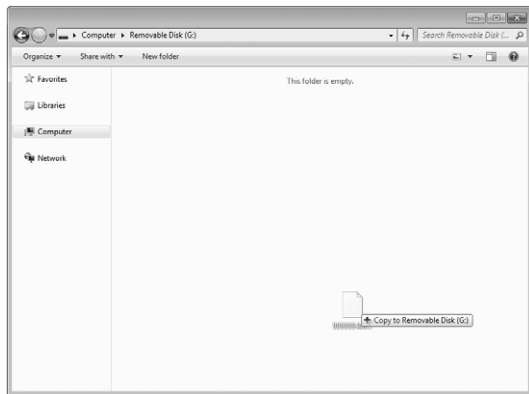 Computer ▸ Removable Disk (G:)
Search Removable Disk (...
Organize ▾ Share with ▾ New folder
Favorites
This folder is empty.
Libraries
Computer
Network
Copy to Removable Disk (G:)